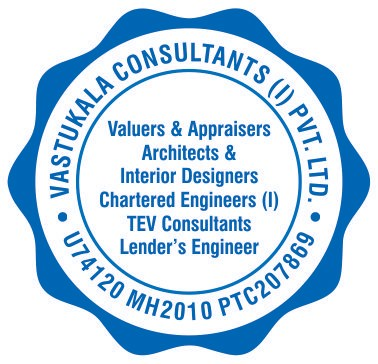 VASTUKALA CONSULTANTS (I) PVT. LTD.
Valuers & Appraisers
Architects &
Interior Designers
Chartered Engineers (I)
TEV Consultants
Lender's Engineer
U74120 MH2010 PTC207869